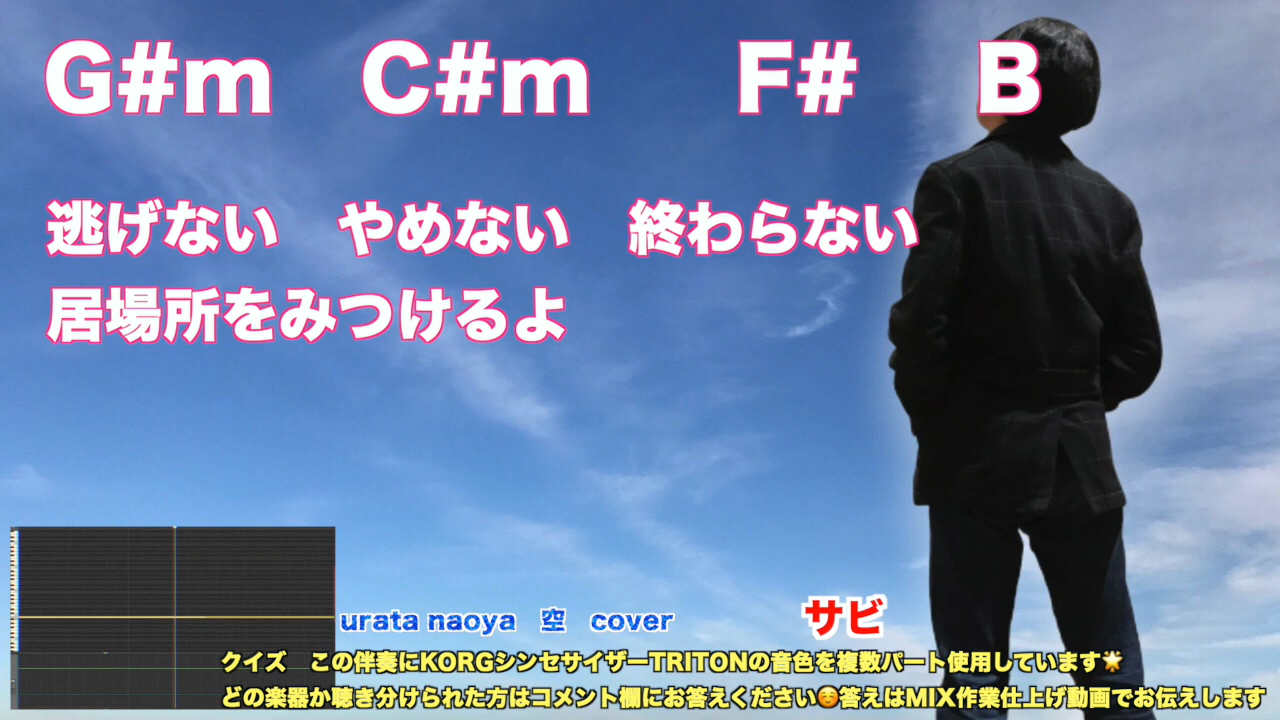 G#m C#m F# B
逃げない やめない 終わらない
居場所をみつけるよ
urata naoya 空 cover サビ
クイズ この伴奏にKORGシンセサイザーTRITONの音色を複数パート使用しています🌟
どの楽器か聴き分けられた方はコメント欄にお答えください☺️答えはMIX作業仕上げ動画でお伝えします